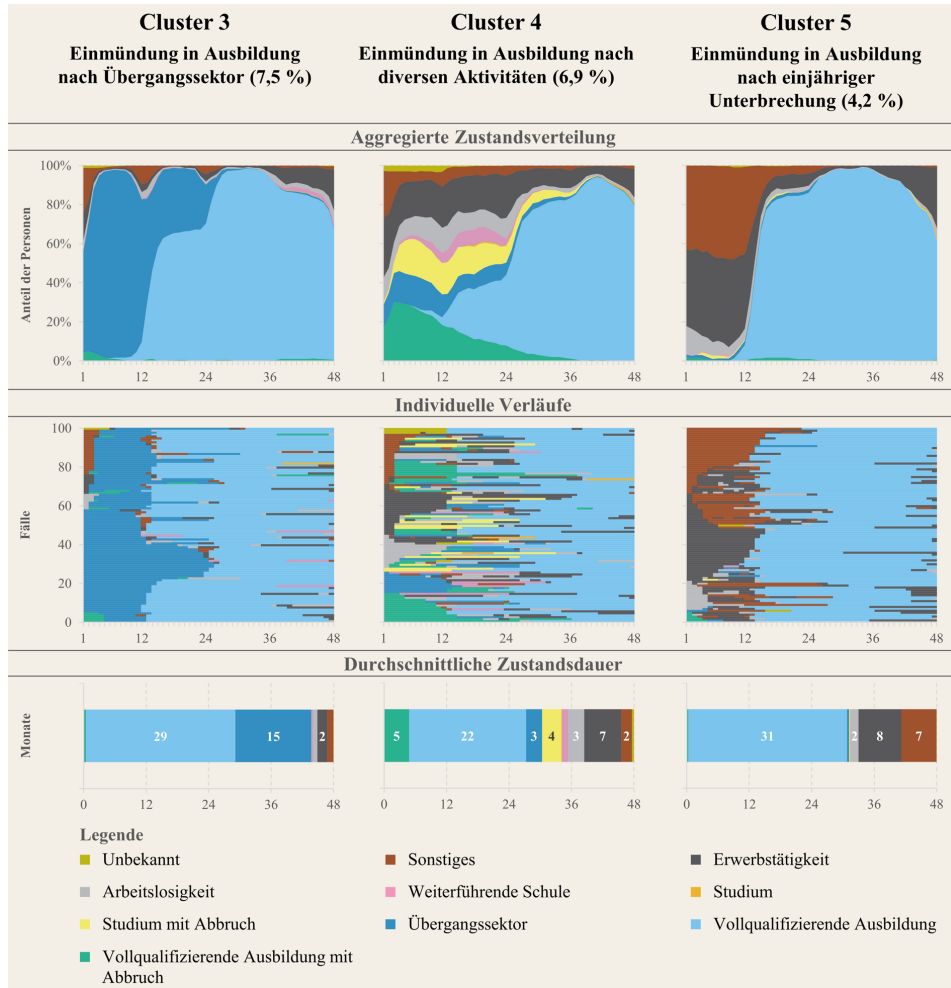 Cluster 3
Einmündung in Ausbildung
nach Übergangssektor (7,5 %)
Cluster 4
Einmündung in Ausbildung nach
diversen Aktivitäten (6,9 %)
Cluster 5
Einmündung in Ausbildung
nach einjähriger
Unterbrechung (4,2 %)
Aggregierte Zustandsverteilung
Anteil der Personen
100%
80%
60%
40%
20%
0%
1 12 24 36 48
1 12 24 36 48
1 12 24 36 48
Individuelle Verläufe
Fälle
100
80
60
40
20
0
1 12 24 36 48
1 12 24 36 48
1 12 24 36 48
Durchschnittliche Zustandsdauer
Monate
29 15 2
5 22 3 4 3 7 2
31 2 8 7
0 12 24 36 48
0 12 24 36 48
0 12 24 36 48
Legende
Unbekannt
Sonstiges
Erwerbstätigkeit
Arbeitslosigkeit
Weiterführende Schule
Studium
Studium mit Abbruch
Übergangssektor
Vollqualifizierende Ausbildung
Vollqualifizierende Ausbildung mit
Abbruch